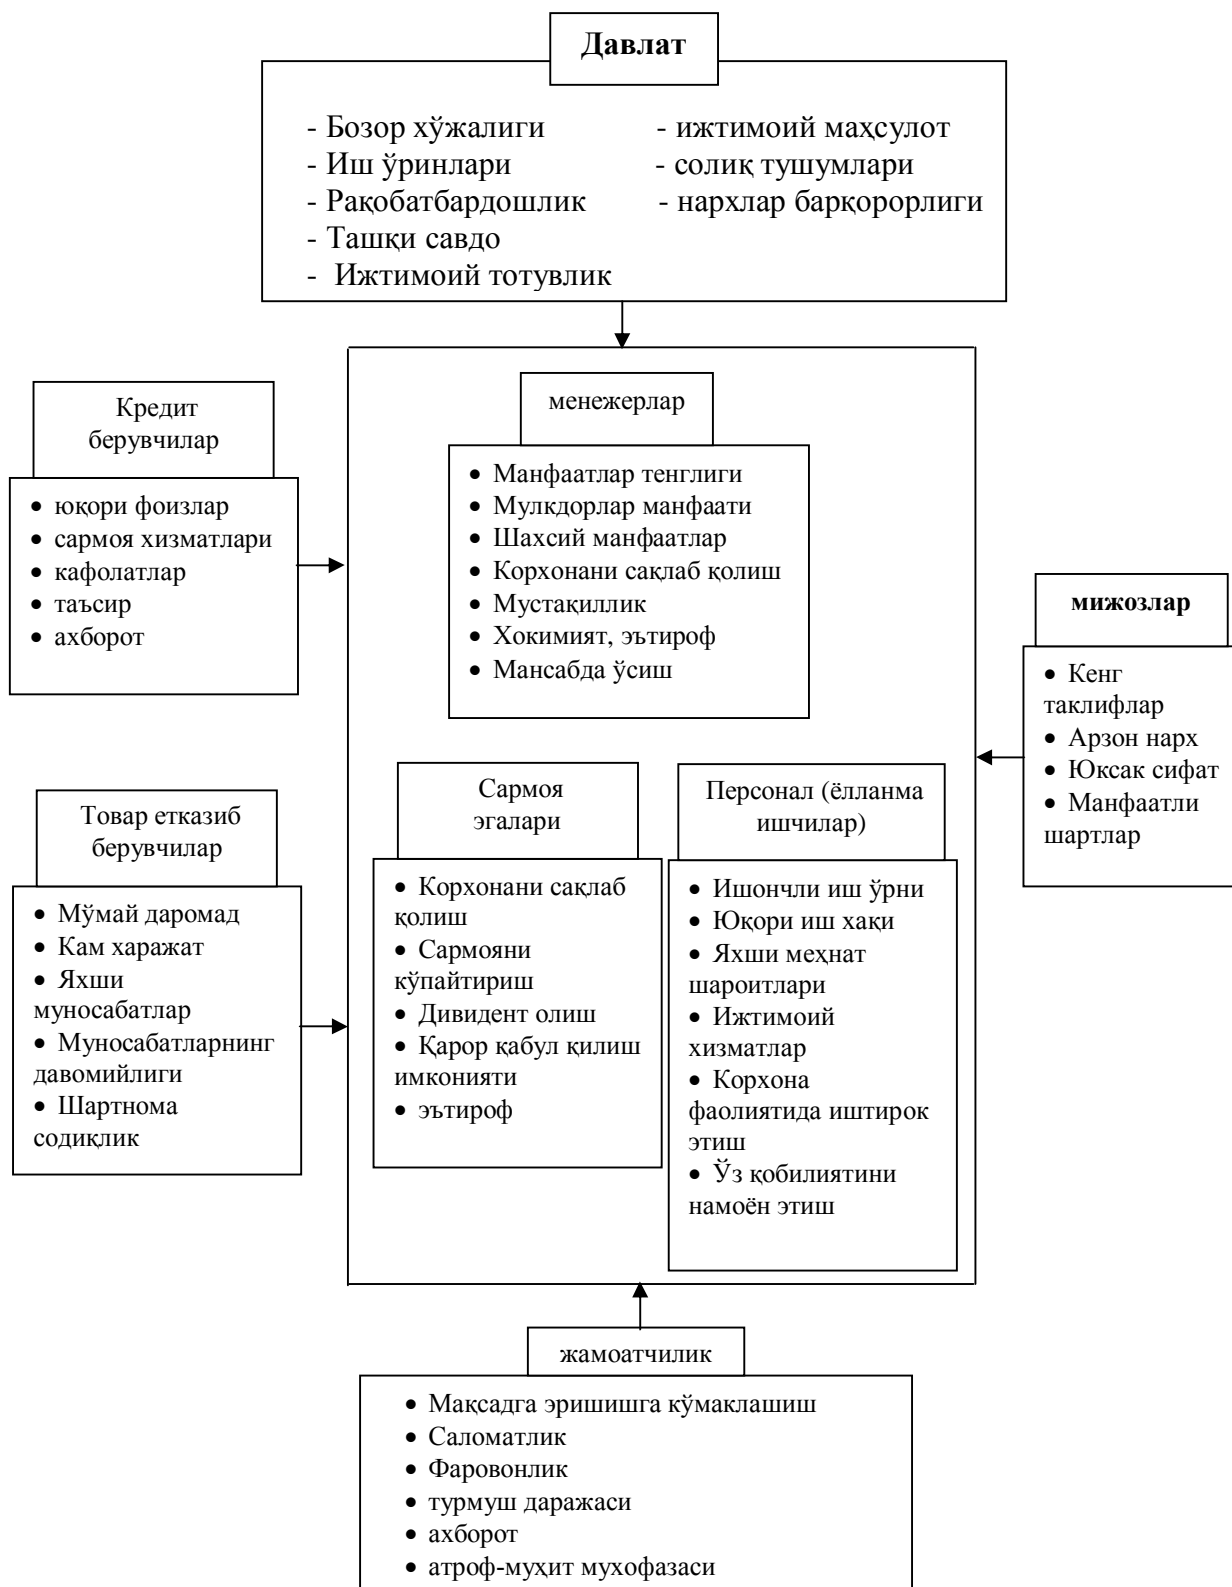 Давлат
- Бозор хўжалиги - ижтимоий маҳсулот
- Иш ўринлари - солиқ тушумлари
- Рақобатбардошлик - нархлар барқорорлиги
- Ташқи савдо
- Ижтимоий тотувлик
Кредит
берувчилар
• юқори фоизлар
• сармоя хизматлари
• кафолатлар
• таъсир
• ахборот
менежерлар
• Манфаатлар тенглиги
• Мулкдорлар манфаати
• Шахсий манфаатлар
• Корхонани сақлаб қолиш
• Мустақиллик
• Хокимият, эътироф
• Мансабда ўсиш
мижозлар
• Кенг
таклифлар
• Арзон нарх
• Юксак сифат
• Манфаатли
шартлар
Товар етказиб
берувчилар
• Мўмай даромад
• Кам харажат
• Яхши
муносабатлар
• Муносабатларнинг
давомийлиги
• Шартнома
содиқлик
Сармоя
эгалари
• Корхонани сақлаб
қолиш
• Сармояни
кўпайтириш
• Дивидент олиш
• Қарор қабул қилиш
имконияти
• эътироф
Персонал (ёлланма
ишчилар)
• Ишончли иш ўрни
• Юқори иш хақи
• Яхши меҳнат
шароитлари
• Ижтимоий
хизматлар
• Корхона
фаолиятида иштирок
этиш
• Ўз қобилиятини
намоён этиш
жамоатчилик
• Мақсадга эришишга кўмаклашиш
• Саломатлик
• Фаровонлик
• турмуш даражаси
• ахборот
• атроф-муҳит мухофазаси